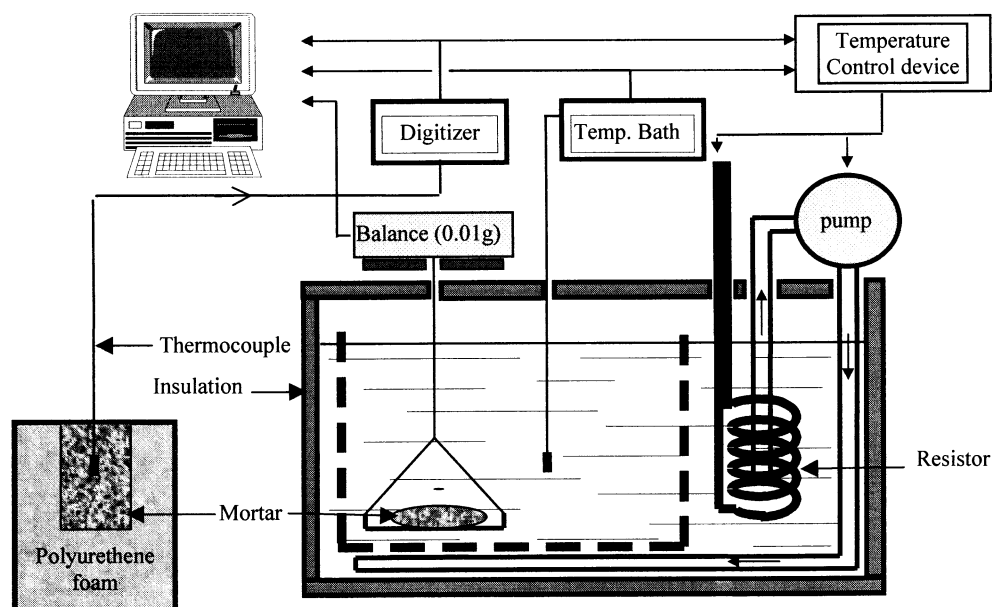 Temperature
Control device
Digitizer
Temp. Bath
Balance (0.01g)
pump
Thermocouple
Insulation
Resistor
Mortar
Polyurethene
foam